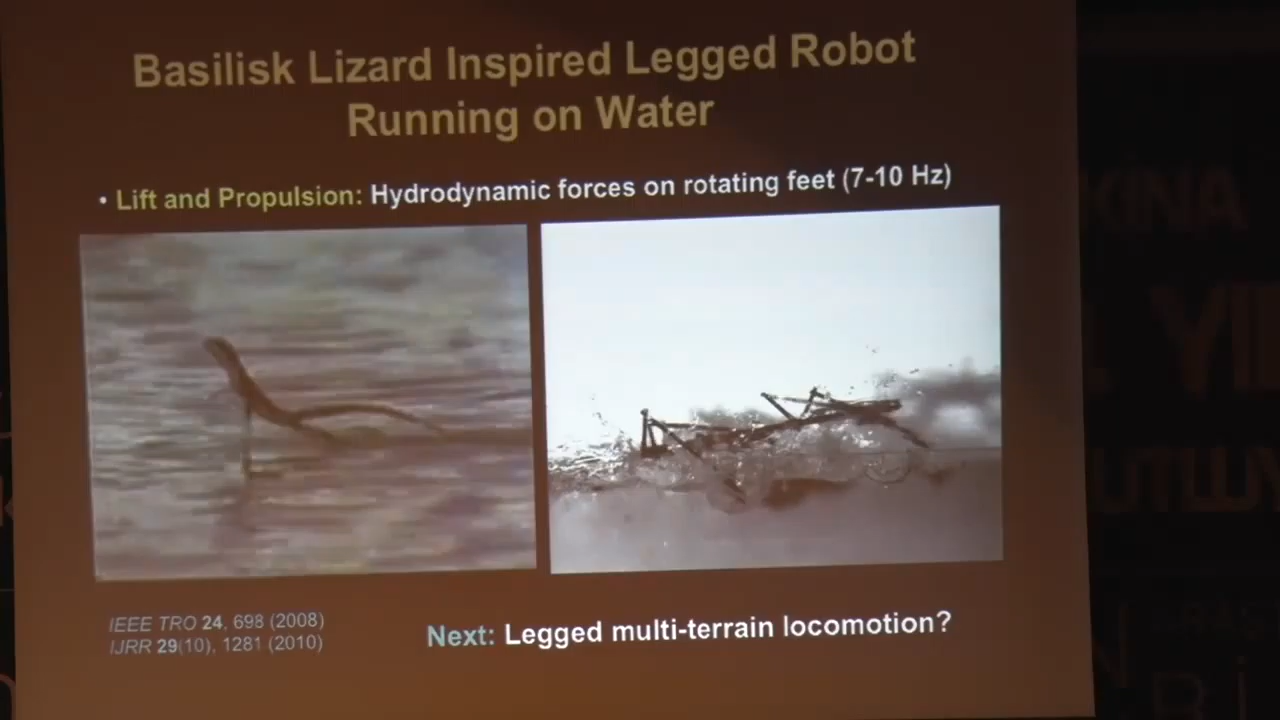 Basilisk Lizard Inspired Legged Robot
Running on Water
• Lift and Propulsion: Hydrodynamic forces on rotating feet (7-10 Hz)
IEEE TRO 24, 698 (2008)
IJRR 29(10), 1281 (2010)
Next: Legged multi-terrain locomotion?